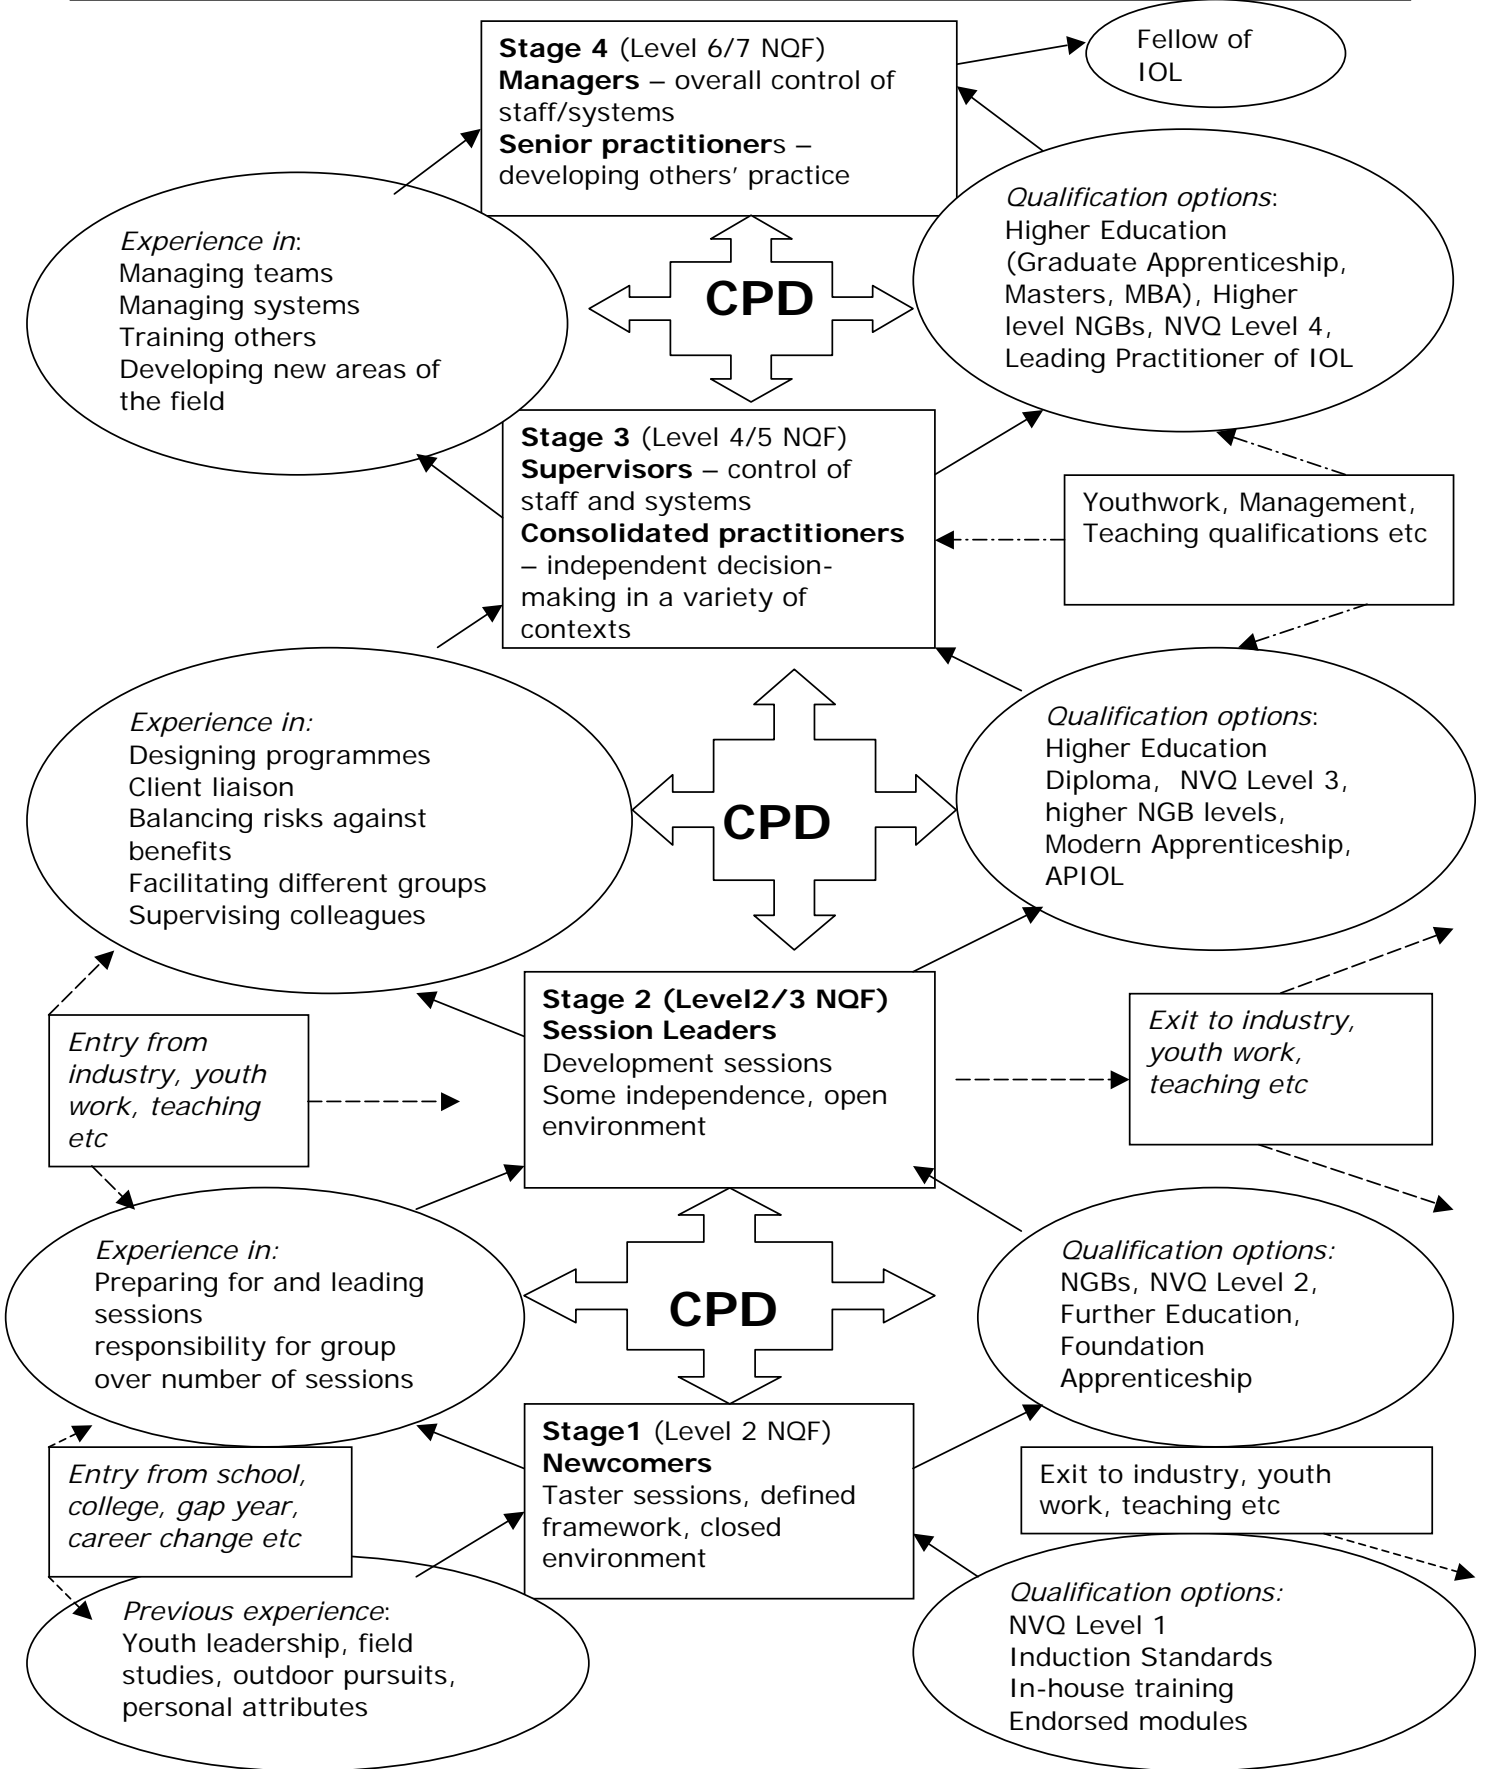 Stage 4 (Level 6/7 NQF)
Managers – overall control of
staff/systems
Senior practitioners –
developing others’ practice
Fellow of
IOL
Experience in:
Managing teams
Managing systems
Training others
Developing new areas of
the field
CPD
Qualification options:
Higher Education
(Graduate Apprenticeship,
Masters, MBA), Higher
level NGBs, NVQ Level 4,
Leading Practitioner of IOL
Stage 3 (Level 4/5 NQF)
Supervisors – control of
staff and systems
Consolidated practitioners
– independent decision-
making in a variety of
contexts
Youthwork, Management,
Teaching qualifications etc
Experience in:
Designing programmes
Client liaison
Balancing risks against
benefits
Facilitating different groups
Supervising colleagues
CPD
Qualification options:
Higher Education
Diploma, NVQ Level 3,
higher NGB levels,
Modern Apprenticeship,
APIOL
Entry from
industry, youth
work, teaching
etc
Stage 2 (Level2/3 NQF)
Session Leaders
Development sessions
Some independence, open
environment
Exit to industry,
youth work,
teaching etc
Experience in:
Preparing for and leading
sessions
responsibility for group
over number of sessions
CPD
Qualification options:
NGBs, NVQ Level 2,
Further Education,
Foundation
Apprenticeship
Entry from school,
college, gap year,
career change etc
Stage1 (Level 2 NQF)
Newcomers
Taster sessions, defined
framework, closed
environment
Exit to industry, youth
work, teaching etc
Previous experience:
Youth leadership, field
studies, outdoor pursuits,
personal attributes
Qualification options:
NVQ Level 1
Induction Standards
In-house training
Endorsed modules